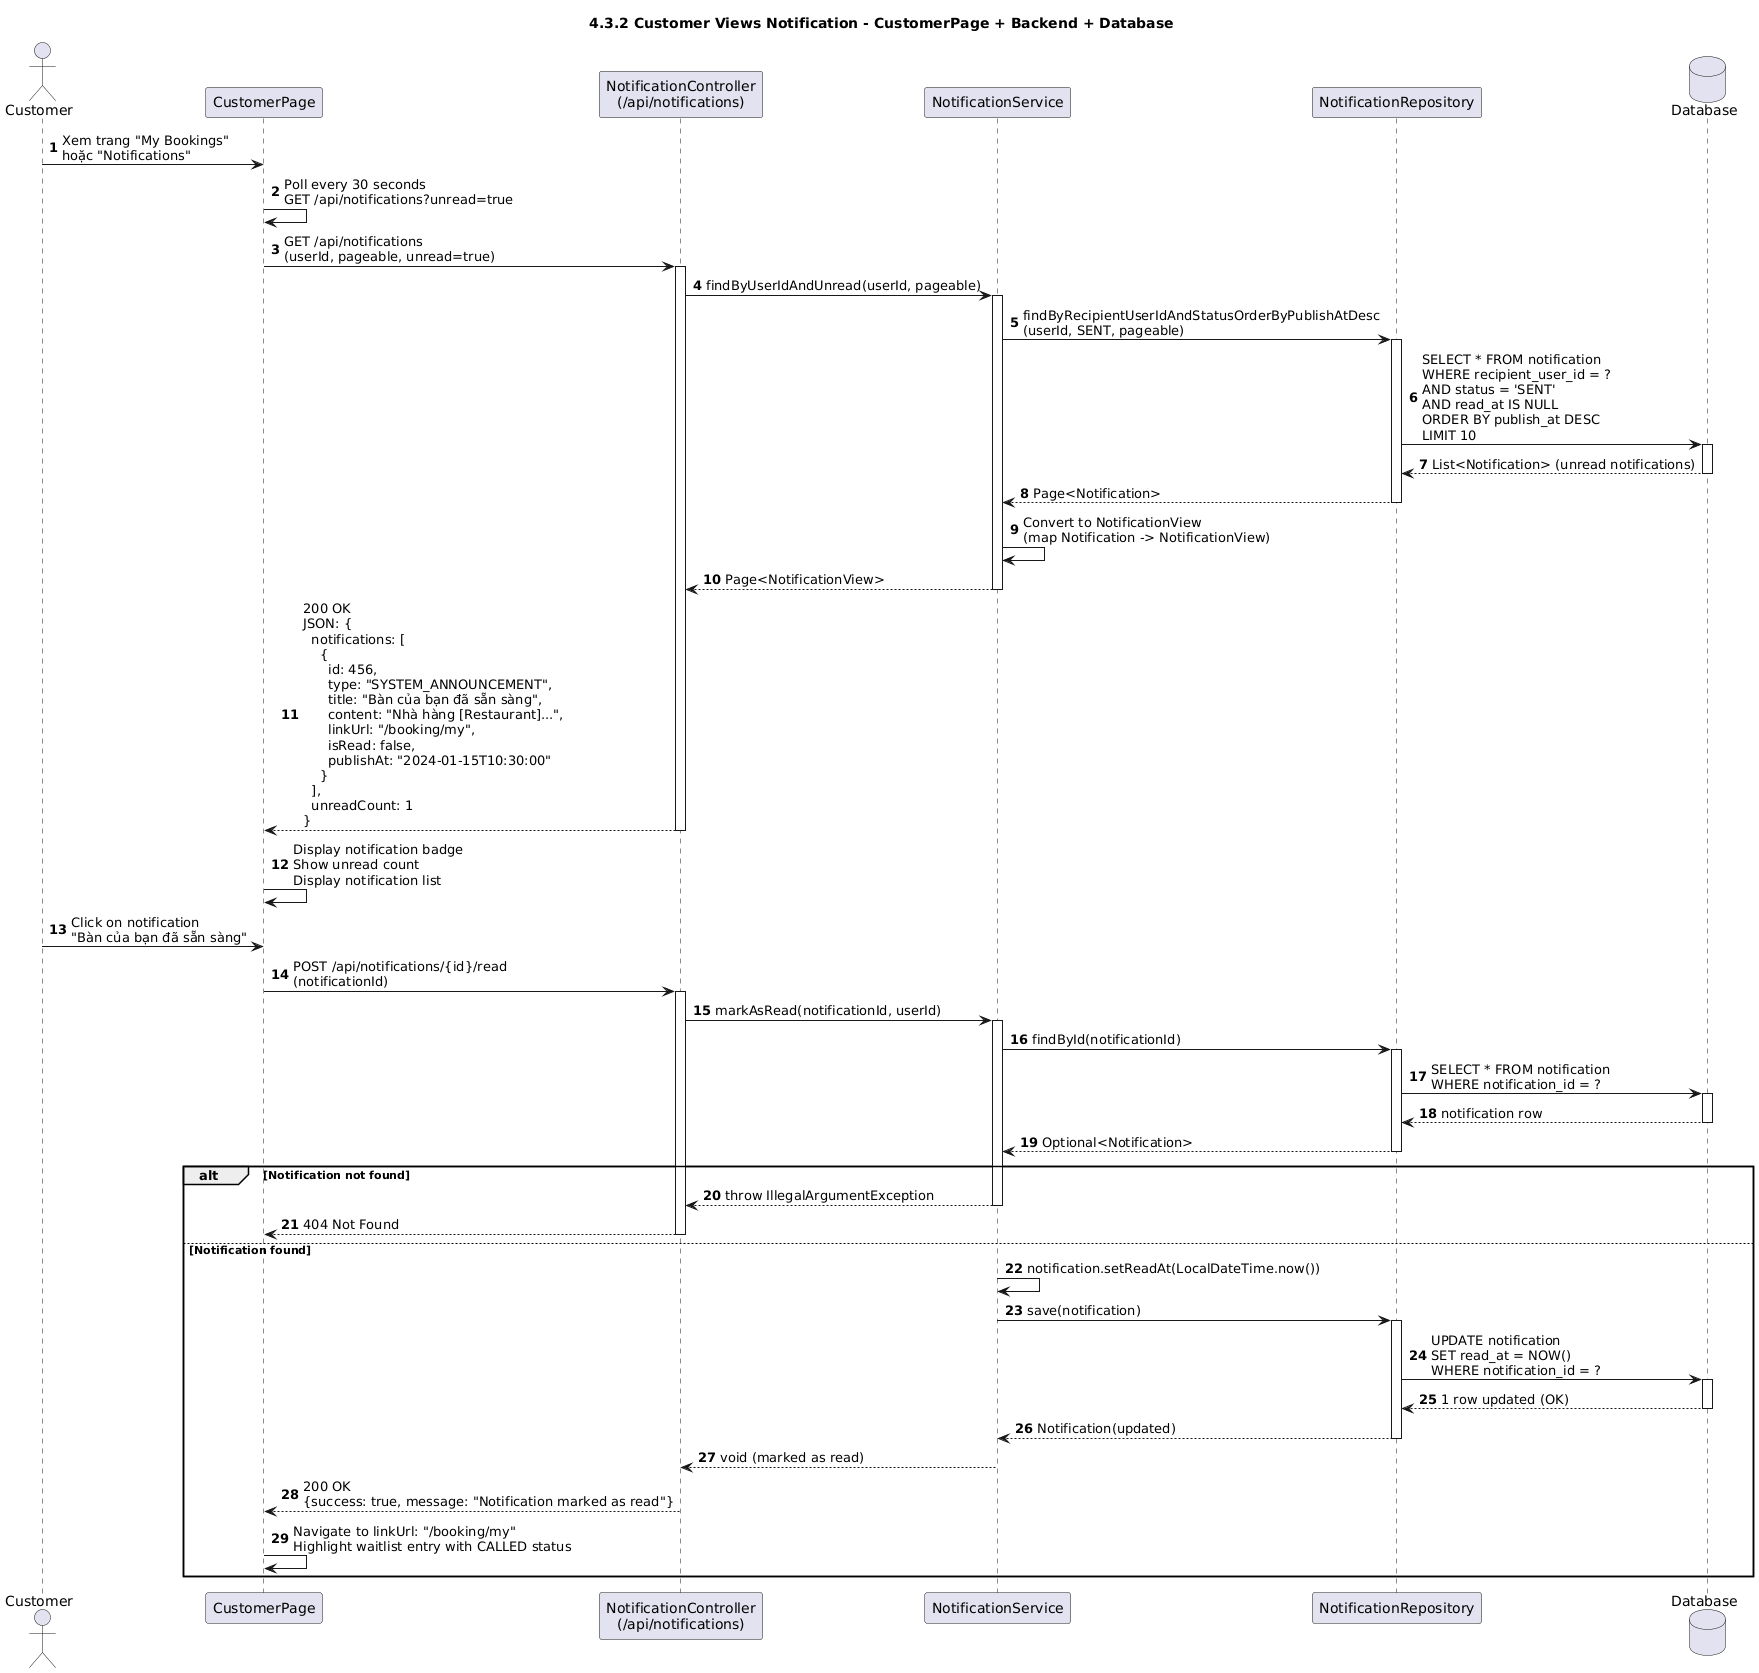 4.3.2 Customer Views Notification - CustomerPage + Backend + Database
Customer
CustomerPage
NotificationController
(/api/notifications)
NotificationService
NotificationRepository
Database
1 Xem trang "My Bookings"
hoặc "Notifications"
2 Poll every 30 seconds
GET /api/notifications?unread=true
3 GET /api/notifications
(userId, pageable, unread=true)
4 findByUserIdAndUnread(userId, pageable)
5 findByRecipientUserIdAndStatusOrderByPublishAtDesc
(userId, SENT, pageable)
6 SELECT * FROM notification
WHERE recipient_user_id = ?
AND status = 'SENT'
AND read_at IS NULL
ORDER BY publish_at DESC
LIMIT 10
7 List<Notification> (unread notifications)
8 Page<Notification>
9 Convert to NotificationView
(map Notification -> NotificationView)
10 Page<NotificationView>
11 200 OK
JSON: {
notifications: [
{
id: 456,
type: "SYSTEM_ANNOUNCEMENT",
title: "Bàn của bạn đã sẵn sàng",
content: "Nhà hàng [Restaurant]...",
linkUrl: "/booking/my",
isRead: false,
publishAt: "2024-01-15T10:30:00"
}
],
unreadCount: 1
}
12 Display notification badge
Show unread count
Display notification list
13 Click on notification
"Bàn của bạn đã sẵn sàng"
14 POST /api/notifications/{id}/read
(notificationId)
15 markAsRead(notificationId, userId)
16 findById(notificationId)
17 SELECT * FROM notification
WHERE notification_id = ?
18 notification row
19 Optional<Notification>
alt [Notification not found]
20 throw IllegalArgumentException
21 404 Not Found
[Notification found]
22 notification.setReadAt(LocalDateTime.now())
23 save(notification)
24 UPDATE notification
SET read_at = NOW()
WHERE notification_id = ?
25 1 row updated (OK)
26 Notification(updated)
27 void (marked as read)
28 200 OK
{success: true, message: "Notification marked as read"}
29 Navigate to linkUrl: "/booking/my"
Highlight waitlist entry with CALLED status
Customer
CustomerPage
NotificationController
(/api/notifications)
NotificationService
NotificationRepository
Database